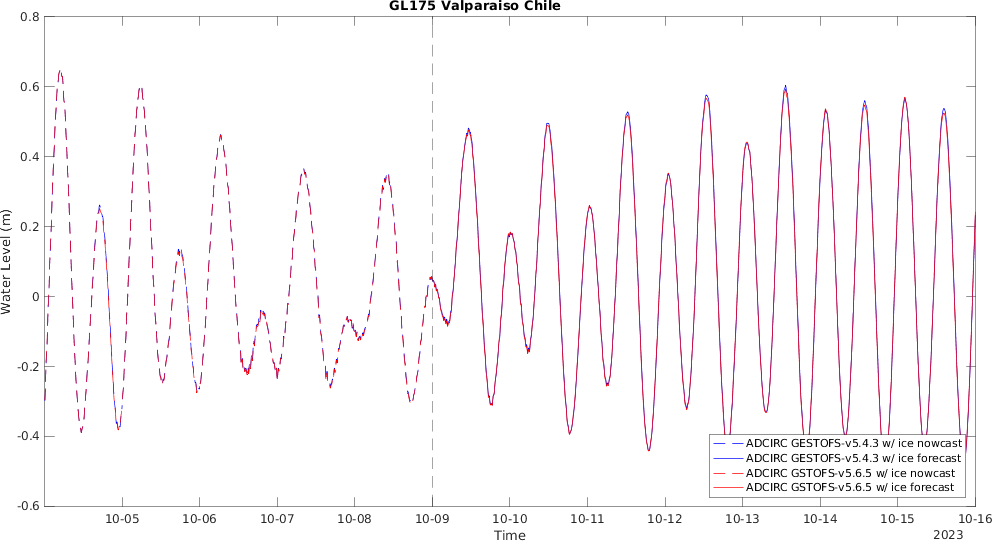 GL175 Valparaiso Chile
0.8
0.6
0.4
0.2
0
-0.2
-0.4
-0.6
Water Level (m)
ADCIRC GESTOFS-v5.4.3 w/ ice nowcast
ADCIRC GESTOFS-v5.4.3 w/ ice forecast
ADCIRC GSTOFS-v5.6.5 w/ ice nowcast
ADCIRC GSTOFS-v5.6.5 w/ ice forecast
10-05 10-06 10-07 10-08 10-09 10-10 10-11 10-12 10-13 10-14 10-15 10-16
Time
2023